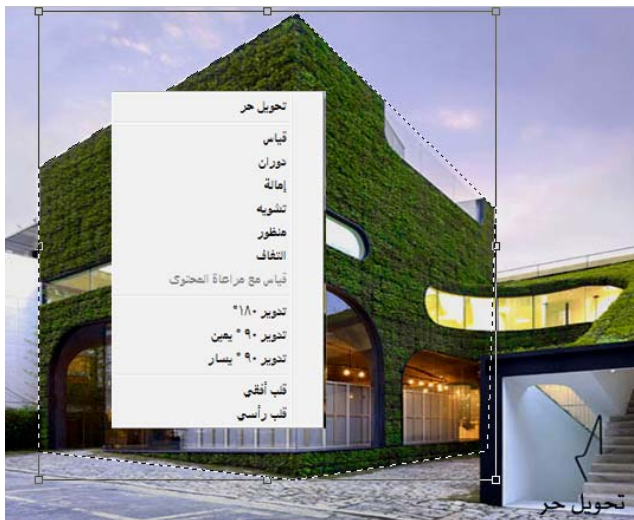 تحويل حر
قياس
دوران
إمالة
تشويه
منظور
التفاف
قياس مع مراعاة المحتوى
تدوير ١٨٠°
تدوير ٩٠ ° يمين
تدوير ٩٠ ° يسار
قلب أفقي
قلب رأسي
تحويل حر